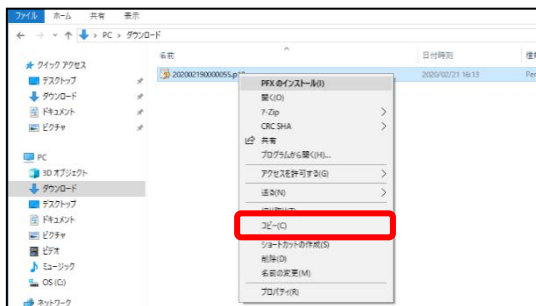 ファイル ホーム 共有 表示
PC › ダウンロード
名前 日付時刻
クイック アクセス
デスクトップ
ダウンロード
ドキュメント
ピクチャ
PC
3D オブジェクト
ダウンロード
デスクトップ
ドキュメント
ピクチャ
ビデオ
ミュージック
OS (C:)
ネットワーク
2020/02/21 16:13
PFX のインストール(I)
開く(O)
7-Zip
CRC SHA
共有
プログラムから開く(H)...
アクセスを許可する(G)
送る(N)
コピー(C)
ショートカットの作成(S)
削除(D)
名前の変更(M)
プロパティ(R)